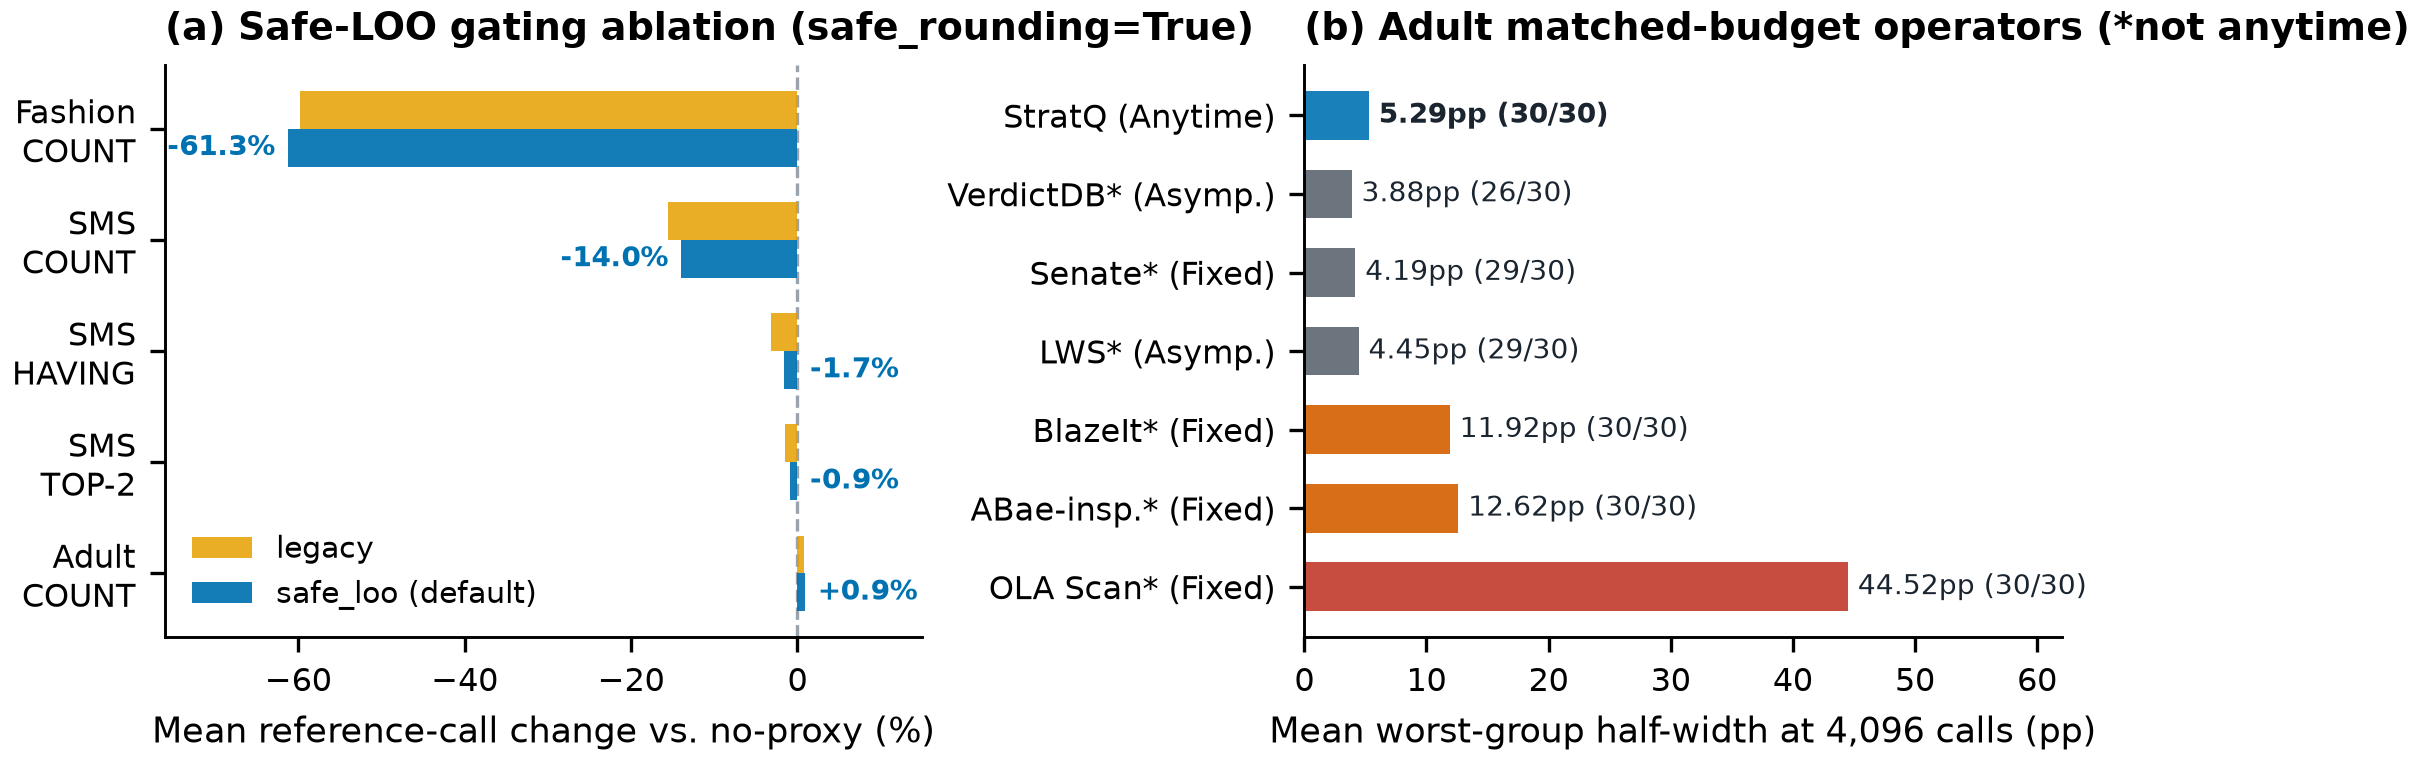 (a) Safe-LOO gating ablation (safe_rounding=True)
Fashion
COUNT
-61.3%
SMS
COUNT
-14.0%
SMS
HAVING
-1.7%
SMS
TOP-2
-0.9%
Adult
COUNT
+0.9%
legacy
safe_loo (default)
−60
−40
−20
0
Mean reference-call change vs. no-proxy (%)
(b) Adult matched-budget operators (*not anytime)
StratQ (Anytime)
5.29pp (30/30)
VerdictDB* (Asymp.)
3.88pp (26/30)
Senate* (Fixed)
4.19pp (29/30)
LWS* (Asymp.)
4.45pp (29/30)
BlazeIt* (Fixed)
11.92pp (30/30)
ABae-insp.* (Fixed)
12.62pp (30/30)
OLA Scan* (Fixed)
44.52pp (30/30)
0
10
20
30
40
50
60
Mean worst-group half-width at 4,096 calls (pp)